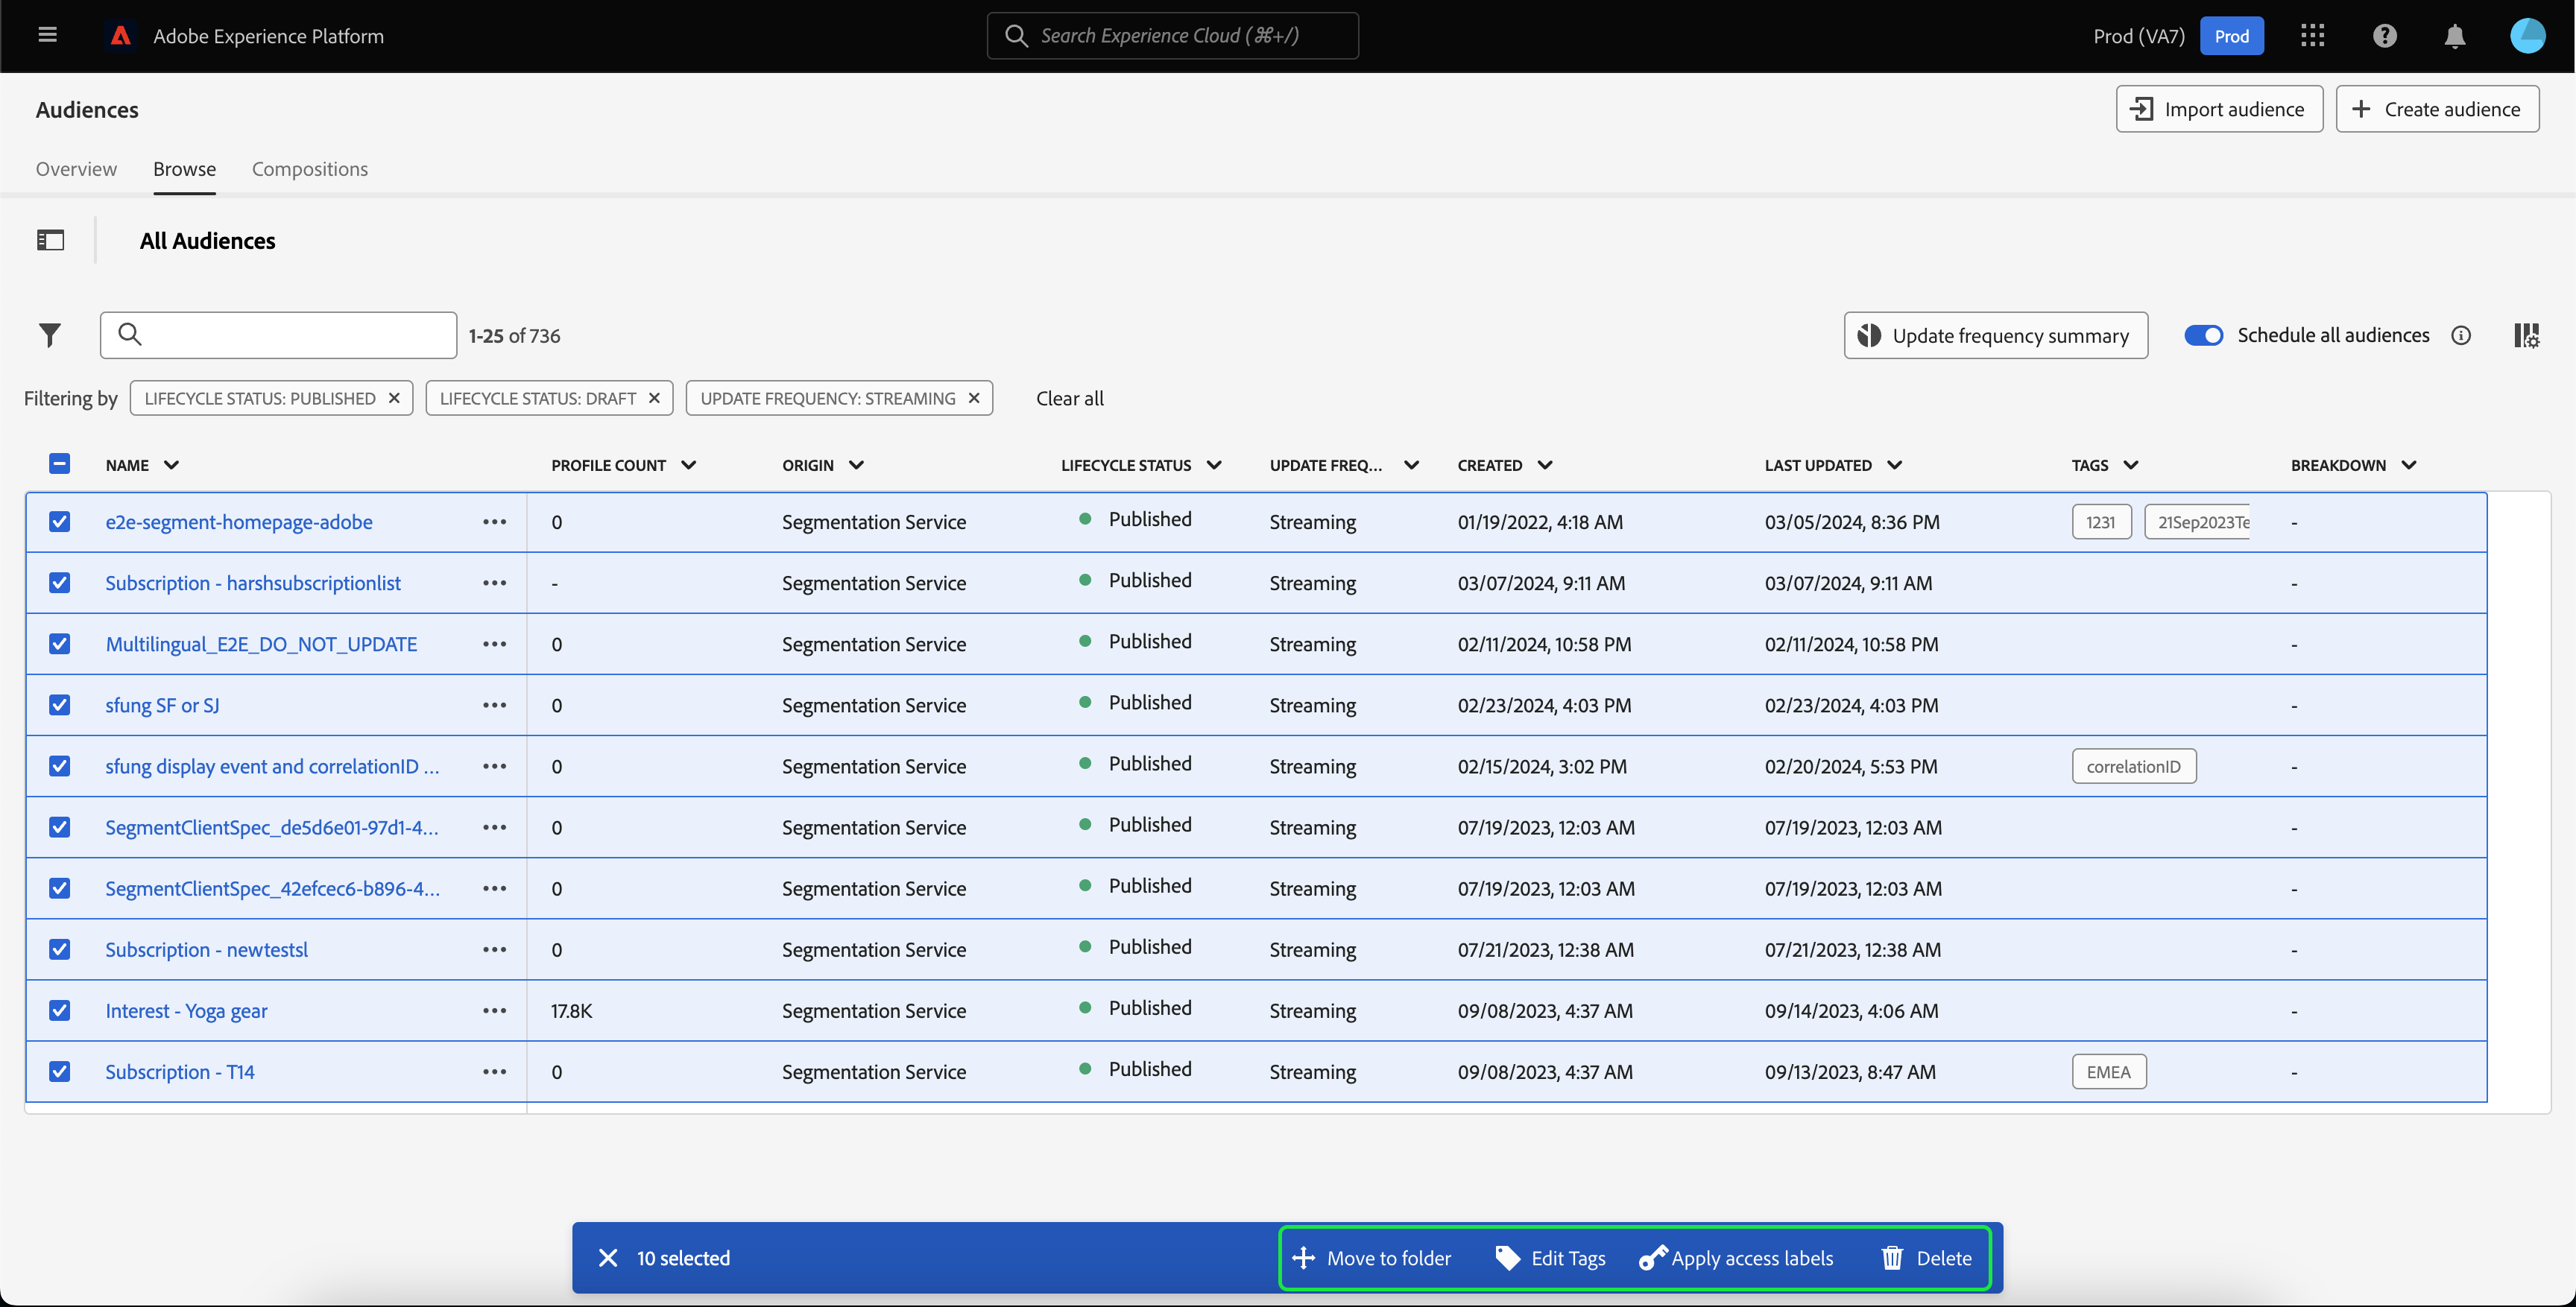 Adobe Experience Platform
Search Experience Cloud (⌘+/)
Prod (VA7) Prod
Audiences
Import audience
Create audience
Overview Browse Compositions
All Audiences
1-25 of 736
Update frequency summary
Schedule all audiences
Filtering by LIFECYCLE STATUS: PUBLISHED LIFECYCLE STATUS: DRAFT UPDATE FREQUENCY: STREAMING Clear all
NAME PROFILE COUNT ORIGIN LIFECYCLE STATUS UPDATE FREQ... CREATED LAST UPDATED TAGS BREAKDOWN
e2e-segment-homepage-adobe ••• 0 Segmentation Service Published Streaming 01/19/2022, 4:18 AM 03/05/2024, 8:36 PM 1231 21Sep2023Te -
Subscription - harshsubscriptionlist ••• - Segmentation Service Published Streaming 03/07/2024, 9:11 AM 03/07/2024, 9:11 AM -
Multilingual_E2E_DO_NOT_UPDATE ••• 0 Segmentation Service Published Streaming 02/11/2024, 10:58 PM 02/11/2024, 10:58 PM -
sfung SF or SJ ••• 0 Segmentation Service Published Streaming 02/23/2024, 4:03 PM 02/23/2024, 4:03 PM -
sfung display event and correlationID ... ••• 0 Segmentation Service Published Streaming 02/15/2024, 3:02 PM 02/20/2024, 5:53 PM correlationID -
SegmentClientSpec_de5d6e01-97d1-4... ••• 0 Segmentation Service Published Streaming 07/19/2023, 12:03 AM 07/19/2023, 12:03 AM -
SegmentClientSpec_42efcec6-b896-4... ••• 0 Segmentation Service Published Streaming 07/19/2023, 12:03 AM 07/19/2023, 12:03 AM -
Subscription - newtestsl ••• 0 Segmentation Service Published Streaming 07/21/2023, 12:38 AM 07/21/2023, 12:38 AM -
Interest - Yoga gear ••• 17.8K Segmentation Service Published Streaming 09/08/2023, 4:37 AM 09/14/2023, 4:06 AM -
Subscription - T14 ••• 0 Segmentation Service Published Streaming 09/08/2023, 4:37 AM 09/13/2023, 8:47 AM EMEA -
10 selected Move to folder Edit Tags Apply access labels Delete